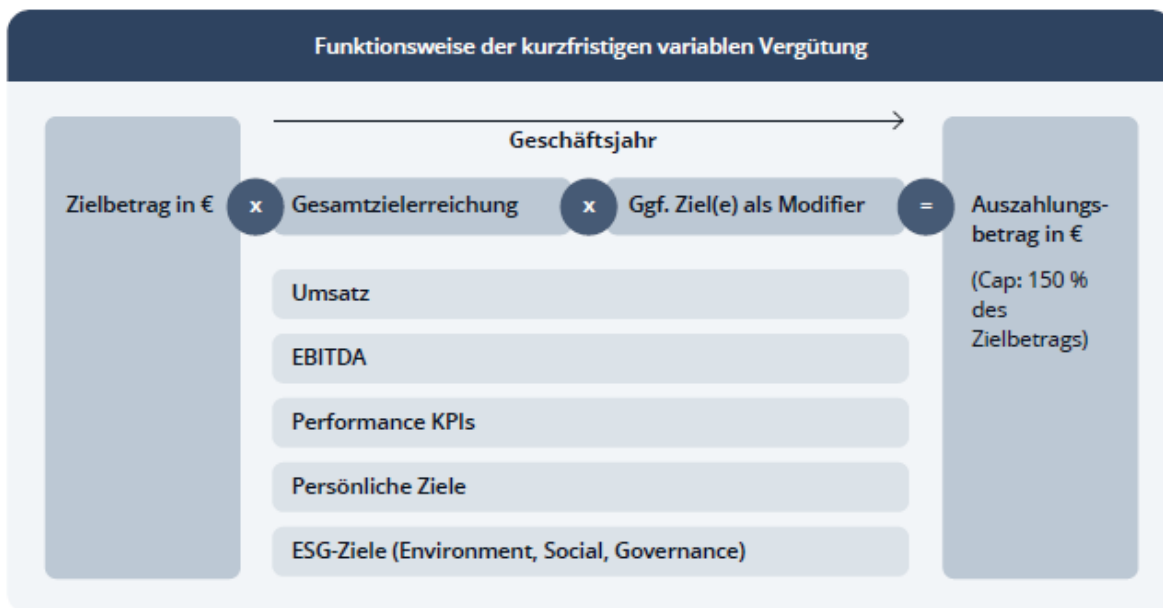 Funktionsweise der kurzfristigen variablen Vergütung
Geschäftsjahr
Zielbetrag in €
x
Gesamtzielerreichung
x
Ggf. Ziel(e) als Modifier
=
Auszahlungs-
betrag in €
(Cap: 150 %
des
Zielbetrags)
Umsatz
EBITDA
Performance KPIs
Persönliche Ziele
ESG-Ziele (Environment, Social, Governance)